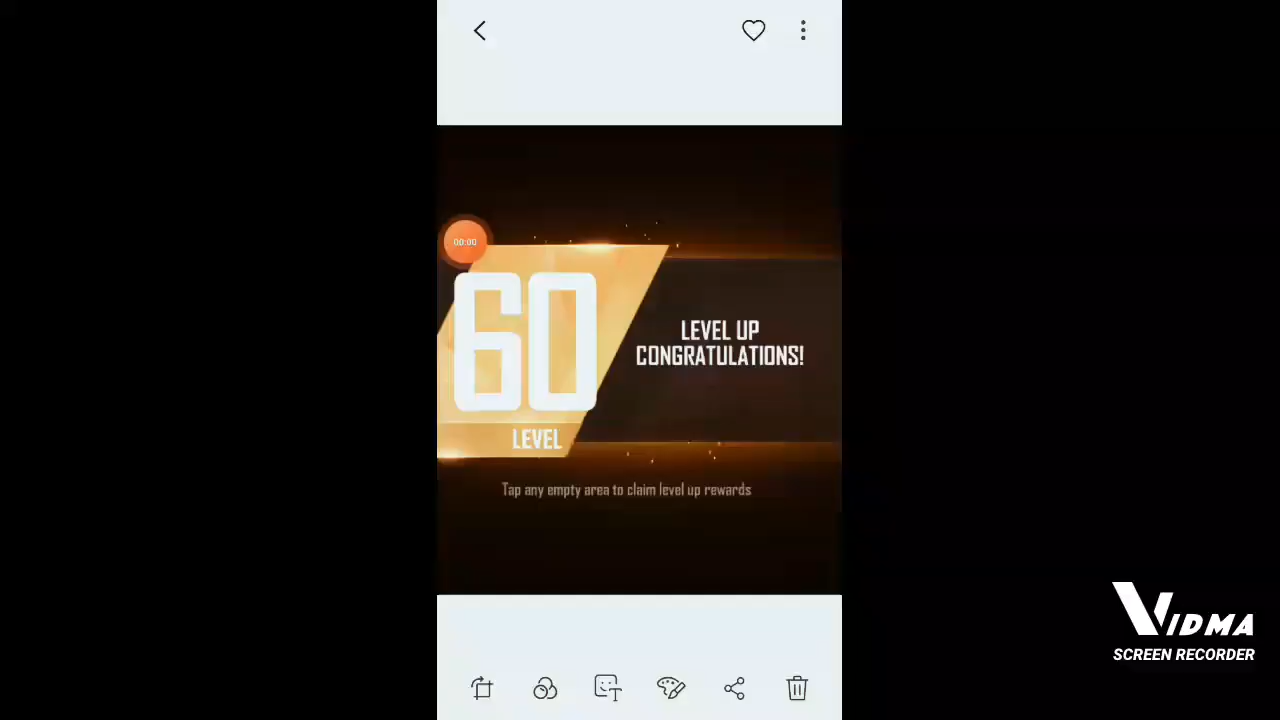 00:00
60
LEVEL
LEVEL UP
CONGRATULATIONS!
Tap any empty area to claim level up rewards
VIDMA
SCREEN RECORDER